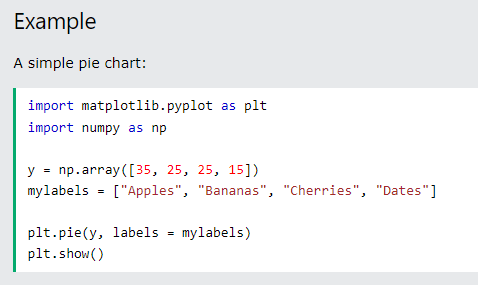 Example
A simple pie chart:
import matplotlib.pyplot as plt
import numpy as np
y = np.array([35, 25, 25, 15])
mylabels = ["Apples", "Bananas", "Cherries", "Dates"]
plt.pie(y, labels = mylabels)
plt.show()